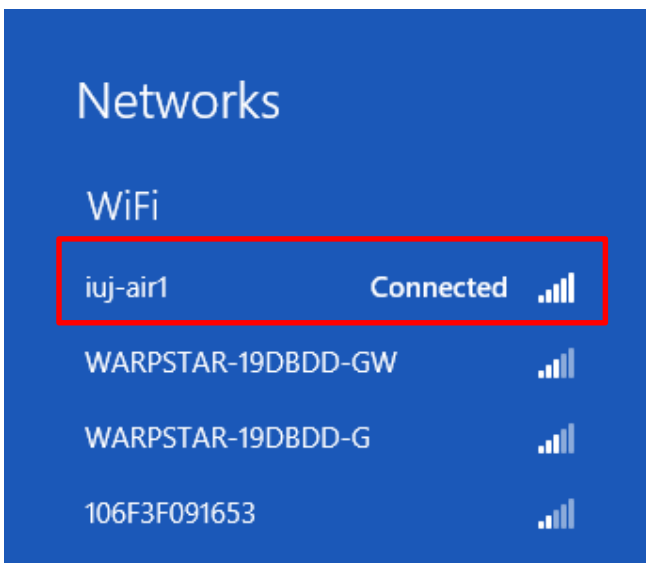 Networks
WiFi
iuj-air1 Connected
WARPSTAR-19DBDD-GW
WARPSTAR-19DBDD-G
106F3F091653